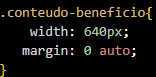 .conteudo-beneficio{
width: 640px;
margin: 0 auto;
}